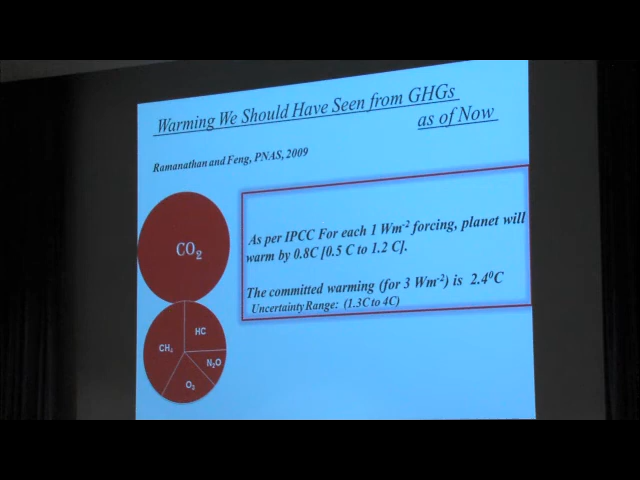 Warming We Should Have Seen from GHGs
as of Now
Ramanathan and Feng, PNAS, 2009
As per IPCC For each 1 Wm⁻² forcing, planet will
warm by 0.8C [0.5 C to 1.2 C].
The committed warming (for 3 Wm⁻²) is 2.4⁰C
Uncertainty Range: (1.3C to 4C)
CO₂
HC
CH₄
N₂O
O₃